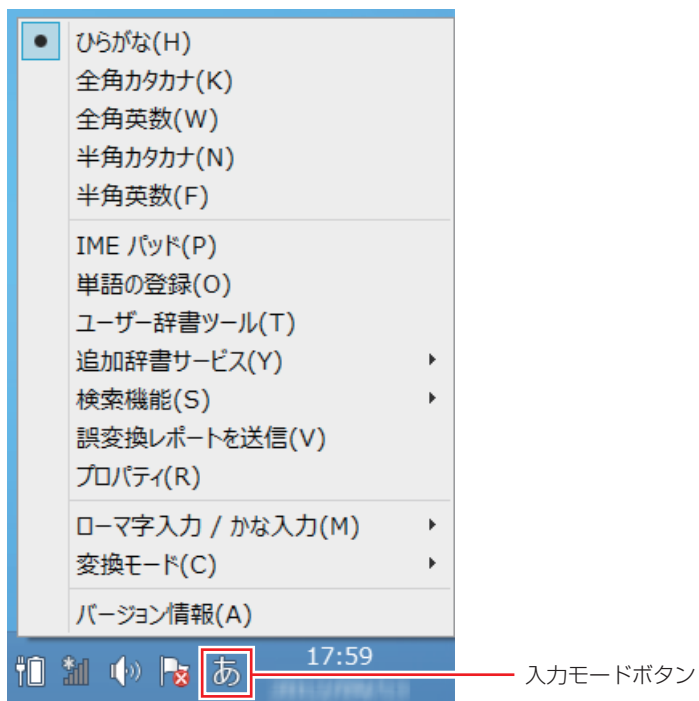 ひらがな(H)
全角カタカナ(K)
全角英数(W)
半角カタカナ(N)
半角英数(F)
IME パッド(P)
単語の登録(O)
ユーザー辞書ツール(T)
追加辞書サービス(Y)
検索機能(S)
誤変換レポートを送信(V)
プロパティ(R)
ローマ字入力 / かな入力(M)
変換モード(C)
バージョン情報(A)
あ 17:59
入力モードボタン